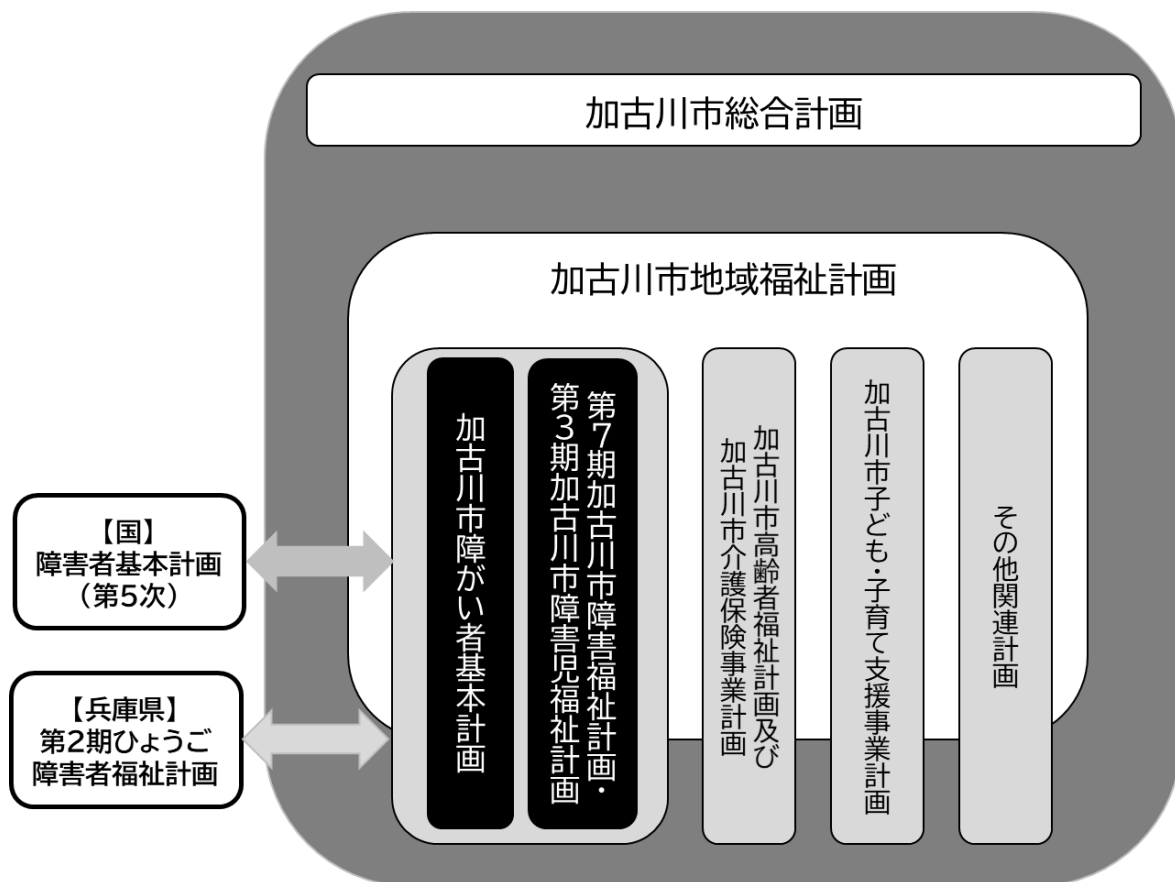 加古川市総合計画
加古川市地域福祉計画
【国】
障害者基本計画
（第5次）
【兵庫県】
第2期ひょうご
障害者福祉計画
加古川市障がい者基本計画
第7期加古川市障害福祉計画・
第3期加古川市障害児福祉計画
加古川市高齢者福祉計画及び
加古川市介護保険事業計画
加古川市子ども・子育て支援事業計画
その他関連計画